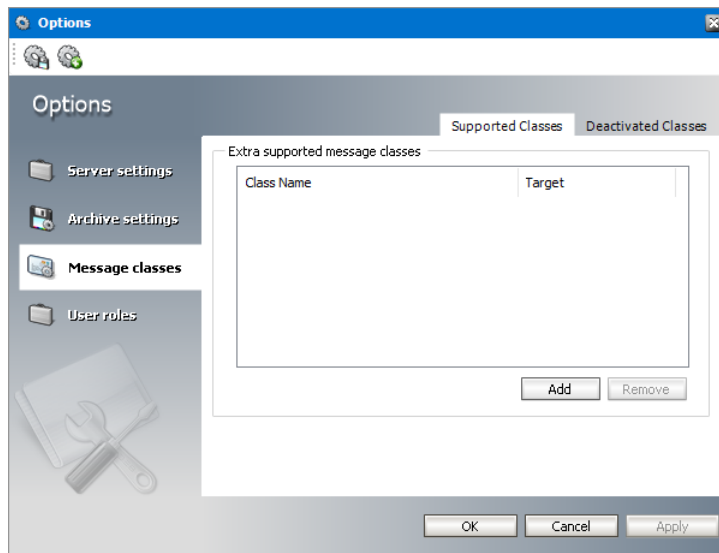 Options
Options
Supported Classes Deactivated Classes
Server settings
Archive settings
Message classes
User roles
Extra supported message classes
Class Name Target
Add Remove
OK Cancel Apply